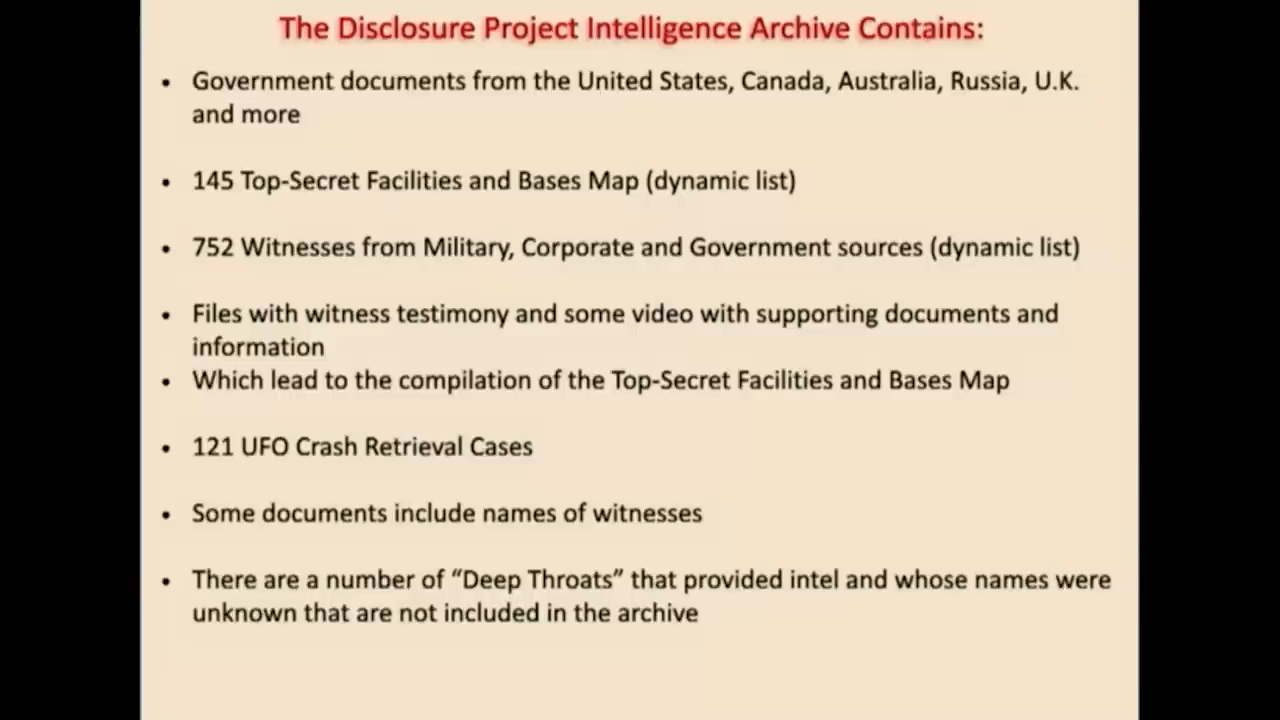 The Disclosure Project Intelligence Archive Contains:
• Government documents from the United States, Canada, Australia, Russia, U.K.
and more
• 145 Top-Secret Facilities and Bases Map (dynamic list)
• 752 Witnesses from Military, Corporate and Government sources (dynamic list)
• Files with witness testimony and some video with supporting documents and
information
• Which lead to the compilation of the Top-Secret Facilities and Bases Map
• 121 UFO Crash Retrieval Cases
• Some documents include names of witnesses
• There are a number of “Deep Throats” that provided intel and whose names were
unknown that are not included in the archive